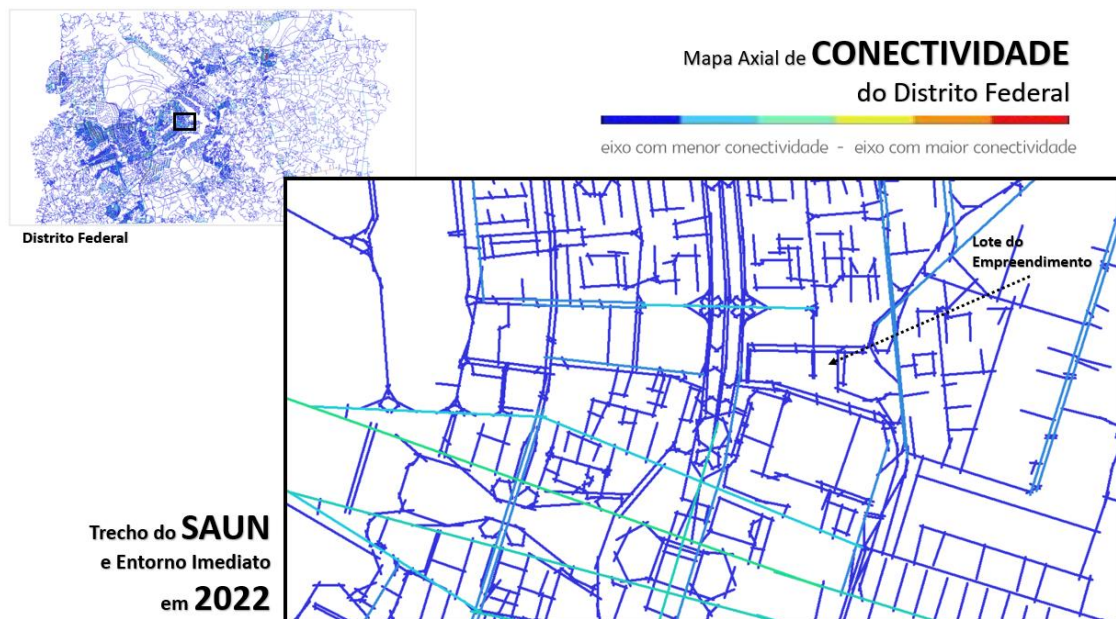 Mapa Axial de CONECTIVIDADE
do Distrito Federal
eixo com menor conectividade - eixo com maior conectividade
Distrito Federal
Lote do
Empreendimento
Trecho do SAUN
e Entorno Imediato
em 2022